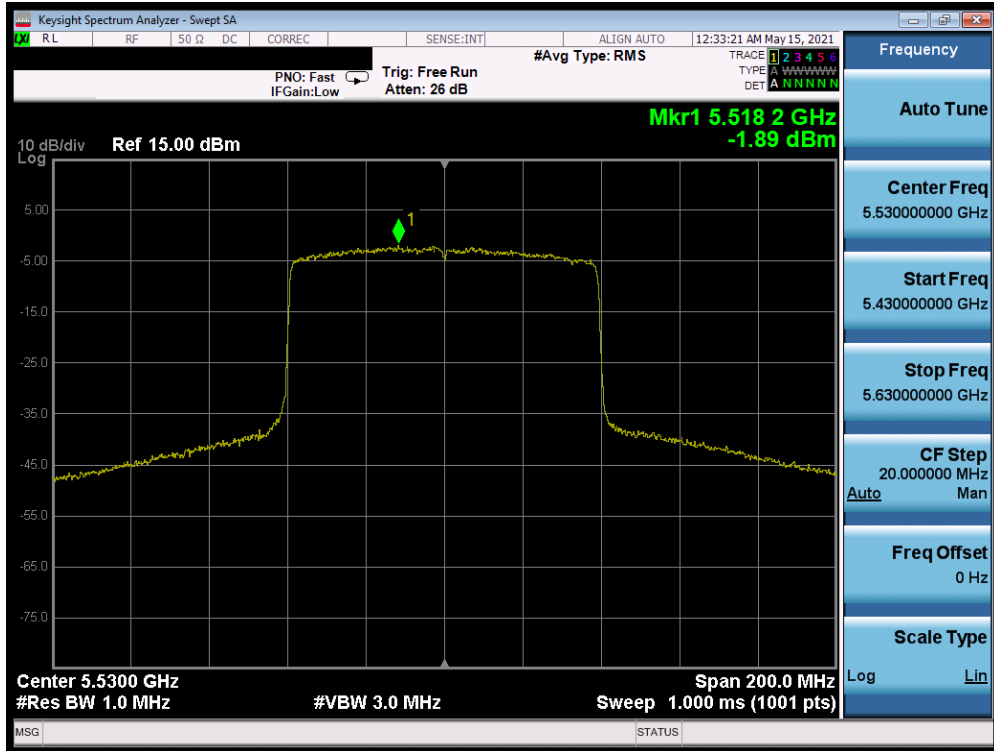 Keysight Spectrum Analyzer - Swept SA
LXI RL RF 50 Ω DC CORREC SENSE:INT ALIGN AUTO 12:33:21 AM May 15, 2021
#Avg Type: RMS TRACE 1 2 3 4 5 6
PNO: Fast Trig: Free Run TYPE A WWWWW
IFGain:Low Atten: 26 dB DET A N N N N N
Mkr1 5.518 2 GHz
-1.89 dBm
10 dB/div Ref 15.00 dBm
Log
1
5.00
-5.00
-15.0
-25.0
-35.0
-45.0
-55.0
-65.0
-75.0
Center 5.5300 GHz Span 200.0 MHz
#Res BW 1.0 MHz #VBW 3.0 MHz Sweep 1.000 ms (1001 pts)
MSG STATUS
Frequency
Auto Tune
Center Freq
5.530000000 GHz
Start Freq
5.430000000 GHz
Stop Freq
5.630000000 GHz
CF Step
20.000000 MHz
Auto Man
Freq Offset
0 Hz
Scale Type
Log Lin